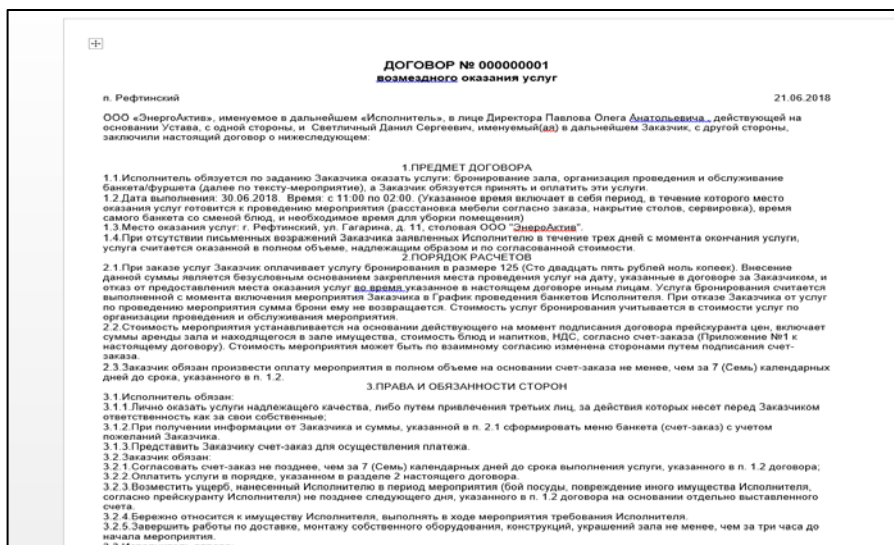 ДОГОВОР № 000000001
возмездного оказания услуг
п. Рефтинский 21.06.2018
ООО «ЭнергоАктив», именуемое в дальнейшем «Исполнитель», в лице Директора Павлова Олега Анатольевича , действующей на
основании Устава, с одной стороны, и Светличный Данил Сергеевич, именуемый(ая) в дальнейшем Заказчик, с другой стороны,
заключили настоящий договор о нижеследующем:
1.ПРЕДМЕТ ДОГОВОРА
1.1.Исполнитель обязуется по заданию Заказчика оказать услуги: бронирование зала, организация проведения и обслуживание
банкета/фуршета (далее по тексту-мероприятие), а Заказчик обязуется принять и оплатить эти услуги.
1.2.Дата выполнения: 30.06.2018. Время: с 11:00 по 02:00. (Указанное время включает в себя период, в течение которого место
оказания услуг готовится к проведению мероприятия (расстановка мебели согласно заказа, накрытие столов, сервировка), время
самого банкета со сменой блюд, и необходимое время для уборки помещения)
1.3.Место оказания услуг: г. Рефтинский, ул. Гагарина, д. 11, столовая ООО "ЭнероАктив".
1.4.При отсутствии письменных возражений Заказчика заявленных Исполнителю в течение трех дней с момента окончания услуги,
услуга считается оказанной в полном объеме, надлежащим образом и по согласованной стоимости.
2.ПОРЯДОК РАСЧЕТОВ
2.1.При заказе услуг Заказчик оплачивает услугу бронирования в размере 125 (Сто двадцать пять рублей ноль копеек). Внесение
данной суммы является безусловным основанием закрепления места проведения услуг на дату, указанные в договоре за Заказчиком, и
отказ от предоставления места оказания услуг во время указанное в настоящем договоре иным лицам. Услуга бронирования считается
выполненной с момента включения мероприятия Заказчика в График проведения банкетов Исполнителя. При отказе Заказчика от услуг
по проведению мероприятия сумма брони ему не возвращается. Стоимость услуг бронирования учитывается в стоимости услуг по
организации проведения и обслуживания мероприятия.
2.2.Стоимость мероприятия устанавливается на основании действующего на момент подписания договора прейскуранта цен, включает
суммы аренды зала и находящегося в зале имущества, стоимость блюд и напитков, НДС, согласно счет-заказа (Приложение №1 к
настоящему договору). Стоимость мероприятия может быть по взаимному согласию изменена сторонами путем подписания счет-
заказа.
2.3.Заказчик обязан произвести оплату мероприятия в полном объеме на основании счет-заказа не менее, чем за 7 (Семь) календарных
дней до срока, указанного в п. 1.2.
3.ПРАВА И ОБЯЗАННОСТИ СТОРОН
3.1.Исполнитель обязан:
3.1.1.Лично оказать услуги надлежащего качества, либо путем привлечения третьих лиц, за действия которых несет перед Заказчиком
ответственность как за свои собственные;
3.1.2.При получении информации от Заказчика и суммы, указанной в п. 2.1 сформировать меню банкета (счет-заказ) с учетом
пожеланий Заказчика.
3.1.3.Представить Заказчику счет-заказ для осуществления платежа.
3.2.Заказчик обязан:
3.2.1.Согласовать счет-заказ не позднее, чем за 7 (Семь) календарных дней до срока выполнения услуги, указанного в п. 1.2 договора;
3.2.2.Оплатить услуги в порядке, указанном в разделе 2 настоящего договора.
3.2.3.Возместить ущерб, нанесенный Исполнителю в период мероприятия (бой посуды, повреждение иного имущества Исполнителя,
согласно прейскуранту Исполнителя) не позднее следующего дня, указанного в п. 1.2 договора на основании отдельно выставленного
счета.
3.2.4.Бережно относится к имуществу Исполнителя, выполнять в ходе мероприятия требования Исполнителя.
3.2.5.Завершить работы по доставке, монтажу собственного оборудования, конструкций, украшений зала не менее, чем за три часа до
начала мероприятия.